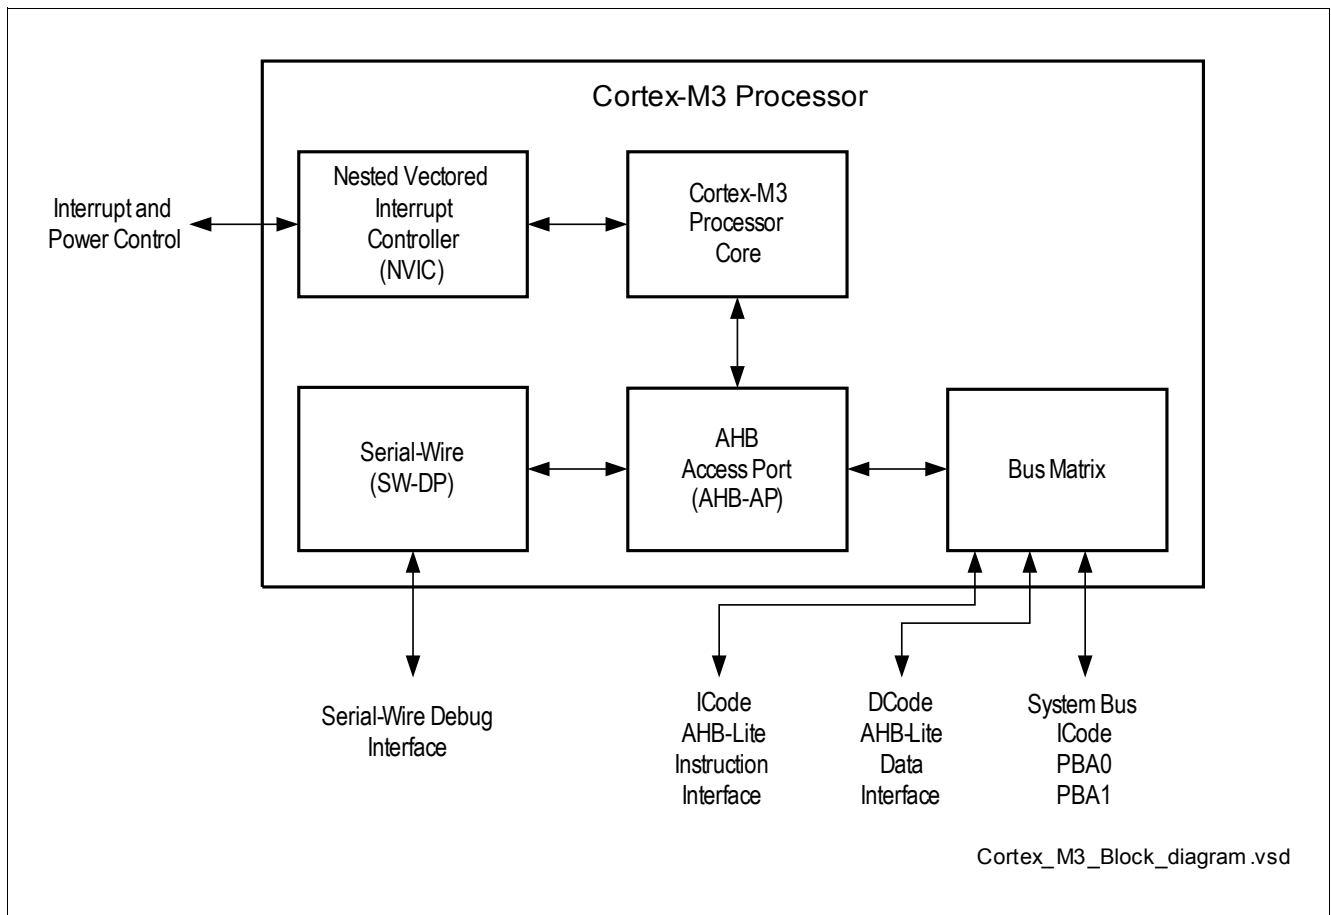 Cortex-M3 Processor
Nested Vectored
Interrupt
Controller
(NVIC)
Cortex-M3
Processor
Core
Interrupt and
Power Control
Serial-Wire
(SW-DP)
AHB
Access Port
(AHB-AP)
Bus Matrix
Serial-Wire Debug
Interface
ICode
AHB-Lite
Instruction
Interface
DCode
AHB-Lite
Data
Interface
System Bus
ICode
PBA0
PBA1
Cortex_M3_Block_diagram.vsd